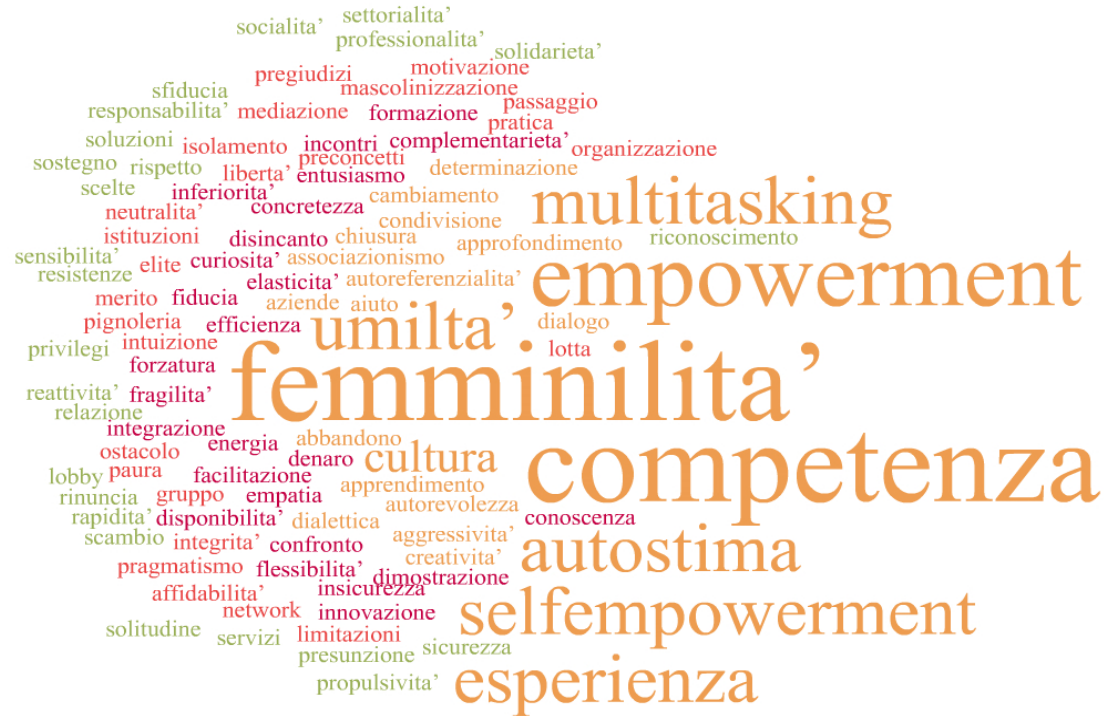 settorialita’
socialita’
professionalita’
solidarieta’
motivazione
pregiudizi
mascolinizzazione
sfiducia
passaggio
responsabilita’
mediazione
formazione
pratica
soluzioni
isolamento
incontri
complementarieta’
organizzazione
preconcetti
sostegno
rispetto
liberta’
entusiasmo
determinazione
scelte
inferiorita’
cambiamento
multitasking
neutralita’
concretezza
condivisione
istituzioni
disincanto
chiusura
approfondimento
riconoscimento
sensibilita’
resistenze
elite
curiosita’
associazionismo
elasticita’
autoreferenzialita’
empowerment
merito
fiducia
aziende
aiuto
pignoleria
efficienza
umilta’
dialogo
privilegi
intuizione
lotta
forzatura
femminilita’
reattivita’
fragilita’
relazione
integrazione
energia
abbandono
ostacolo
denaro
cultura
competenza
lobby
paura
facilitazione
apprendimento
rinuncia
gruppo
empatia
autorevolezza
rapidita’
disponibilita’
dialettica
conoscenza
scambio
integrita’
confronto
aggressivita’
creativita’
autostima
pragmatismo
flessibilita’
dimostrazione
affidabilita’
insicurezza
network
innovazione
selfempowerment
solitudine
servizi
limitazioni
presunzione
sicurezza
propulsivita’
esperienza